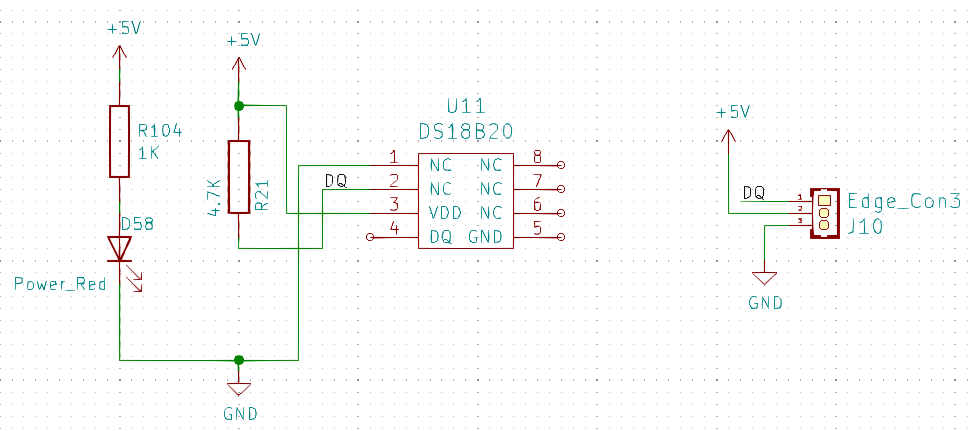 +5V
R104
1K
D58
Power_Red
+5V
4.7K
R21
GND
DQ
U11
DS18B20
1 NC NC 8
2 NC NC 7
3 VDD NC 6
4 DQ GND 5
+5V
DQ
1
2
3
Edge_Con3
J10
GND